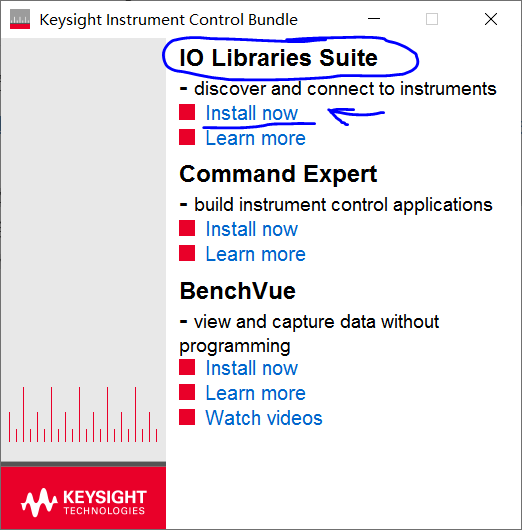 Keysight Instrument Control Bundle
IO Libraries Suite
- discover and connect to instruments
Install now
Learn more
Command Expert
- build instrument control applications
Install now
Learn more
BenchVue
- view and capture data without
programming
Install now
Learn more
Watch videos
KEYSIGHT
TECHNOLOGIES